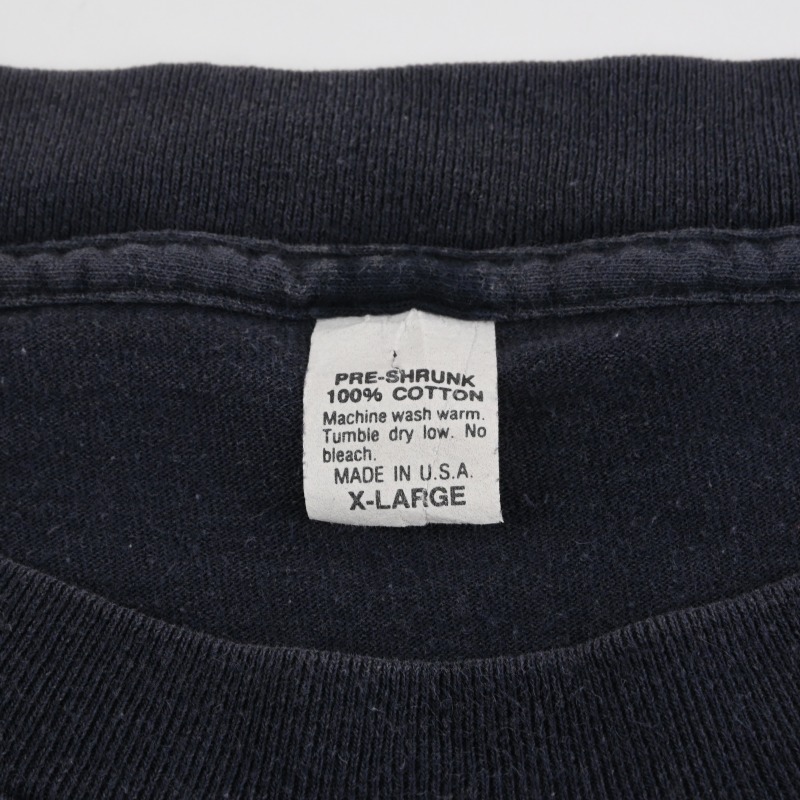 PRE-SHRUNK
100% COTTON
Machine wash warm.
Tumble dry low. No
bleach.
MADE IN U.S.A.
X-LARGE